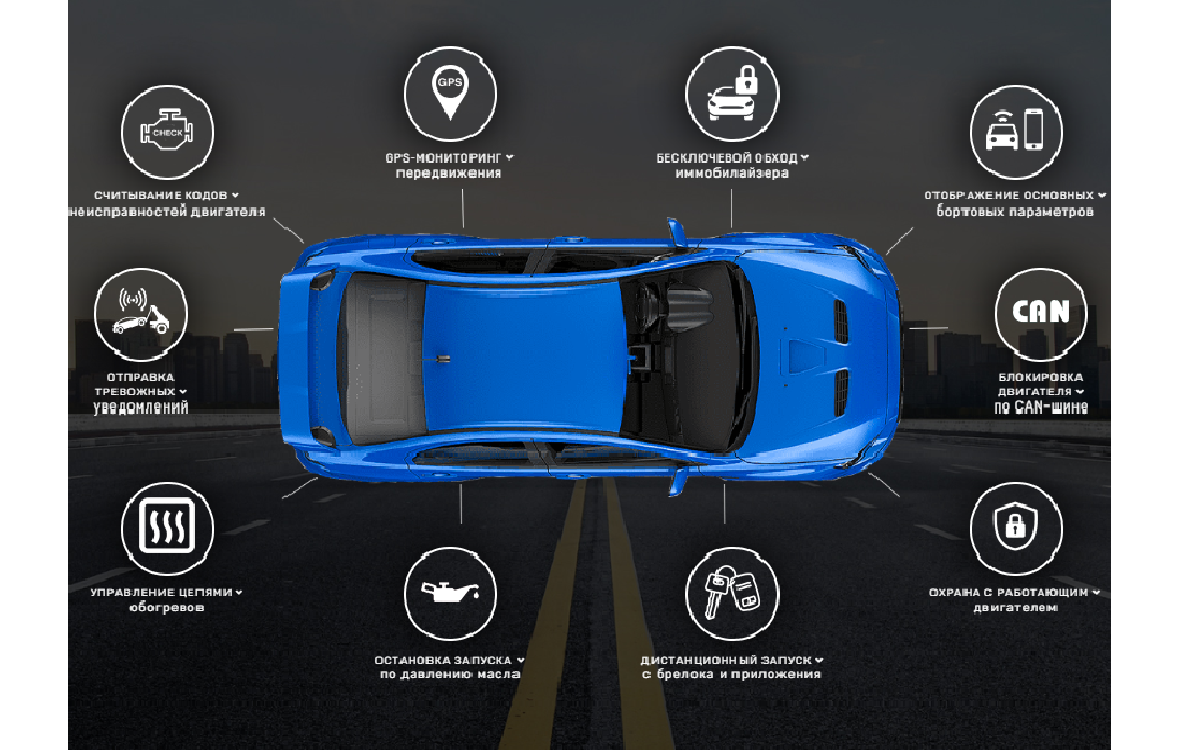 GPS
CHECK
GPS-МОНИТОРИНГ
передвижения
БЕСКЛЮЧЕВОЙ ОБХОД
иммобилайзера
СЧИТЫВАНИЕ КОДОВ
неисправностей двигателя
ОТОБРАЖЕНИЕ ОСНОВНЫХ
бортовых параметров
CAN
ОТПРАВКА
ТРЕВОЖНЫХ
уведомлений
БЛОКИРОВКА
ДВИГАТЕЛЯ
по CAN-шине
УПРАВЛЕНИЕ ЦЕПЯМИ
обогревов
ОХРАНА С РАБОТАЮЩИМ
двигателем
ОСТАНОВКА ЗАПУСКА
по давлению масла
ДИСТАНЦИОННЫЙ ЗАПУСК
с брелока и приложения